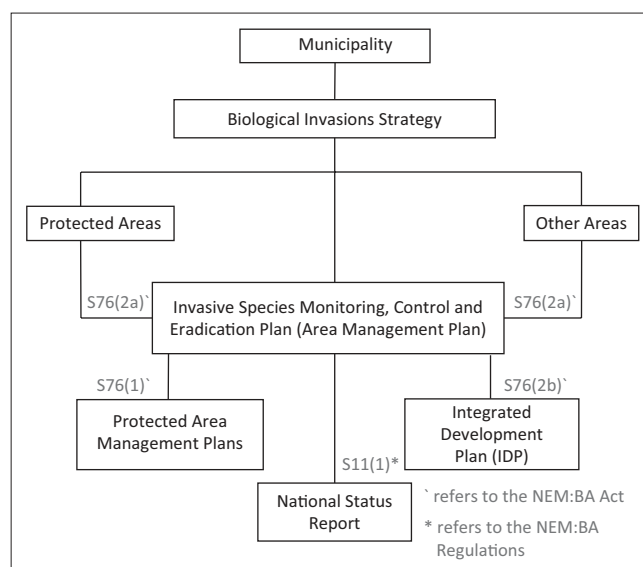 Municipality
Biological Invasions Strategy
Protected Areas
Other Areas
S76(2a)`
S76(2a)`
Invasive Species Monitoring, Control and
Eradication Plan (Area Management Plan)
S76(1)`
S76(2b)`
Protected Area
Management Plans
Integrated
Development
Plan (IDP)
S11(1)*
National Status
Report
` refers to the NEM:BA Act
* refers to the NEM:BA
Regulations